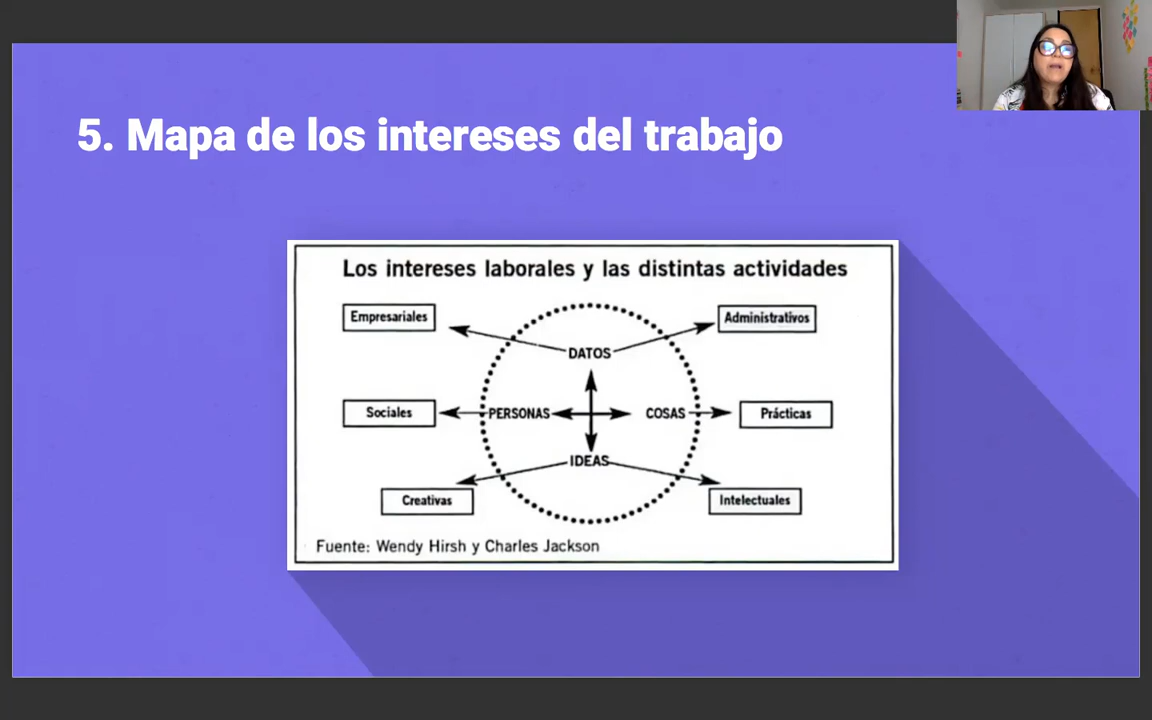 5. Mapa de los intereses del trabajo
Los intereses laborales y las distintas actividades
Empresariales
Administrativos
DATOS
Sociales
PERSONAS
COSAS
Prácticas
IDEAS
Creativas
Intelectuales
Fuente: Wendy Hirsh y Charles Jackson